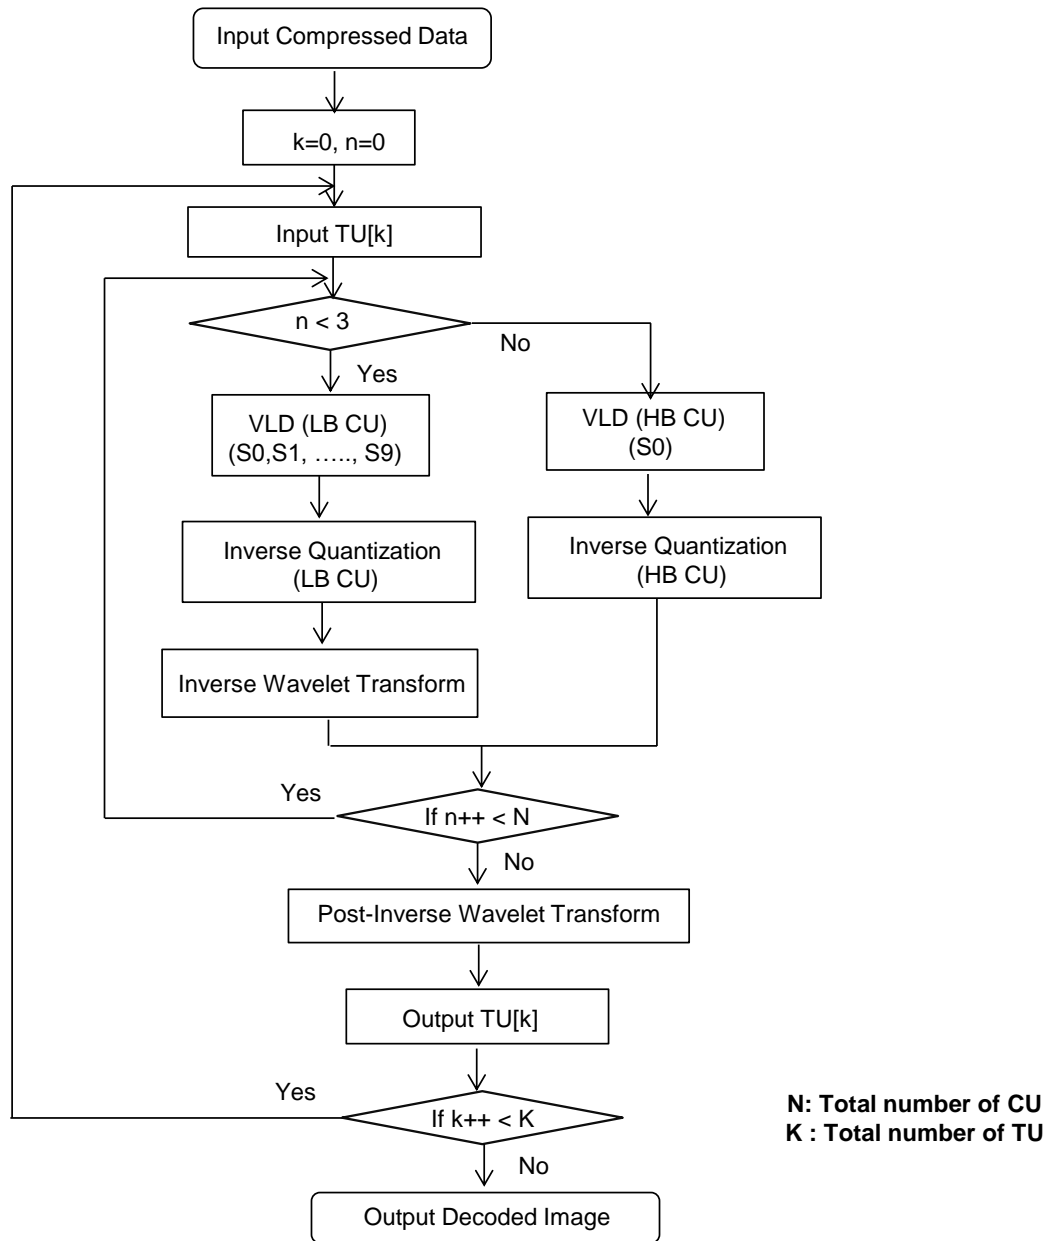 Input Compressed Data
k=0, n=0
Input TU[k]
n < 3
No
Yes
VLD (LB CU)
(S0,S1, ....., S9)
VLD (HB CU)
(S0)
Inverse Quantization
(LB CU)
Inverse Quantization
(HB CU)
Inverse Wavelet Transform
Yes
If n++ < N
No
Post-Inverse Wavelet Transform
Output TU[k]
Yes
If k++ < K
N: Total number of CU
K : Total number of TU
No
Output Decoded Image